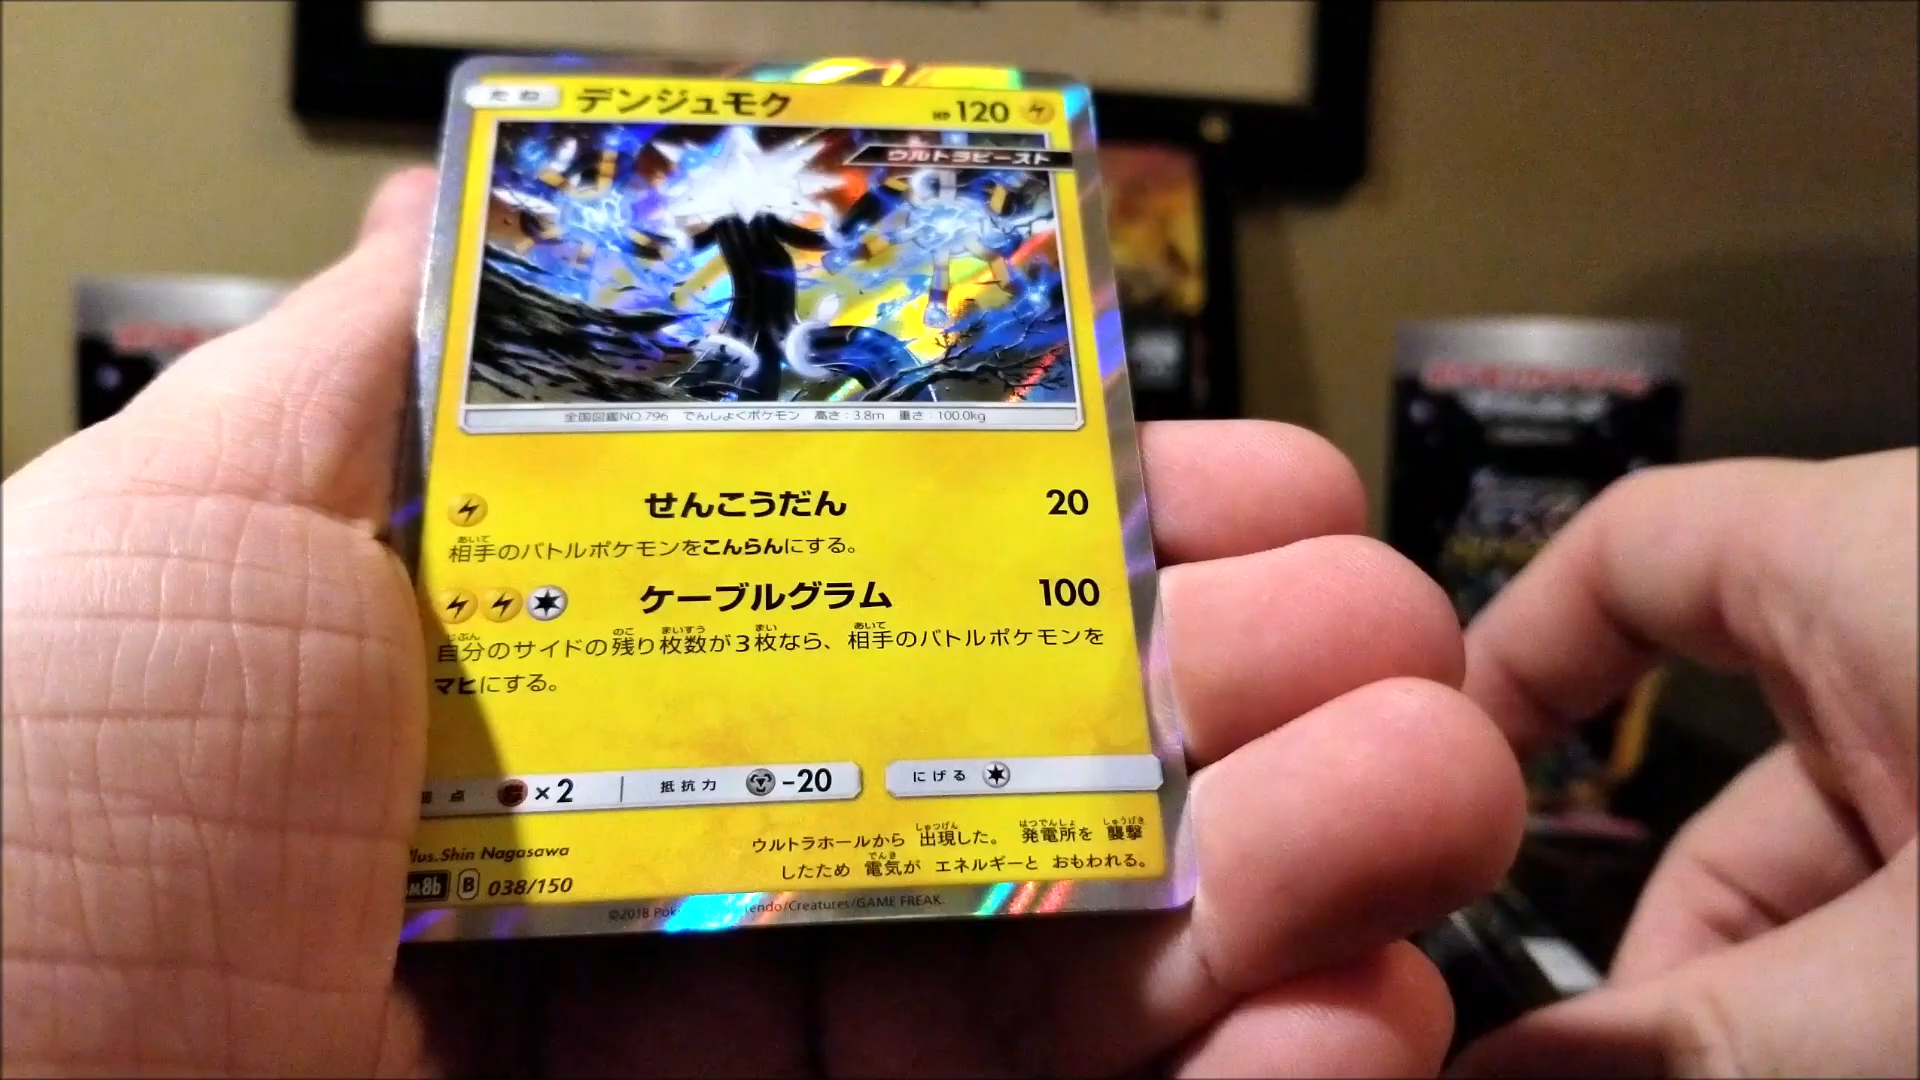 たね デンジュモク HP120
ウルトラビースト
全国図鑑NO.796 でんしょくポケモン 高さ：3.8m 重さ：100.0kg
せんこうだん 20
相手のバトルポケモンをこんらんにする。
ケーブルグラム 100
自分のサイドの残り枚数が3枚なら、相手のバトルポケモンを
マヒにする。
点 ×2 抵抗力 -20 にげる
ウルトラホールから 出現した。 発電所を 襲撃
したため 電気が エネルギーと おもわれる。
llus.Shin Nagasawa
M8b B 038/150
©2018 Pok endo/Creatures/GAME FREAK.